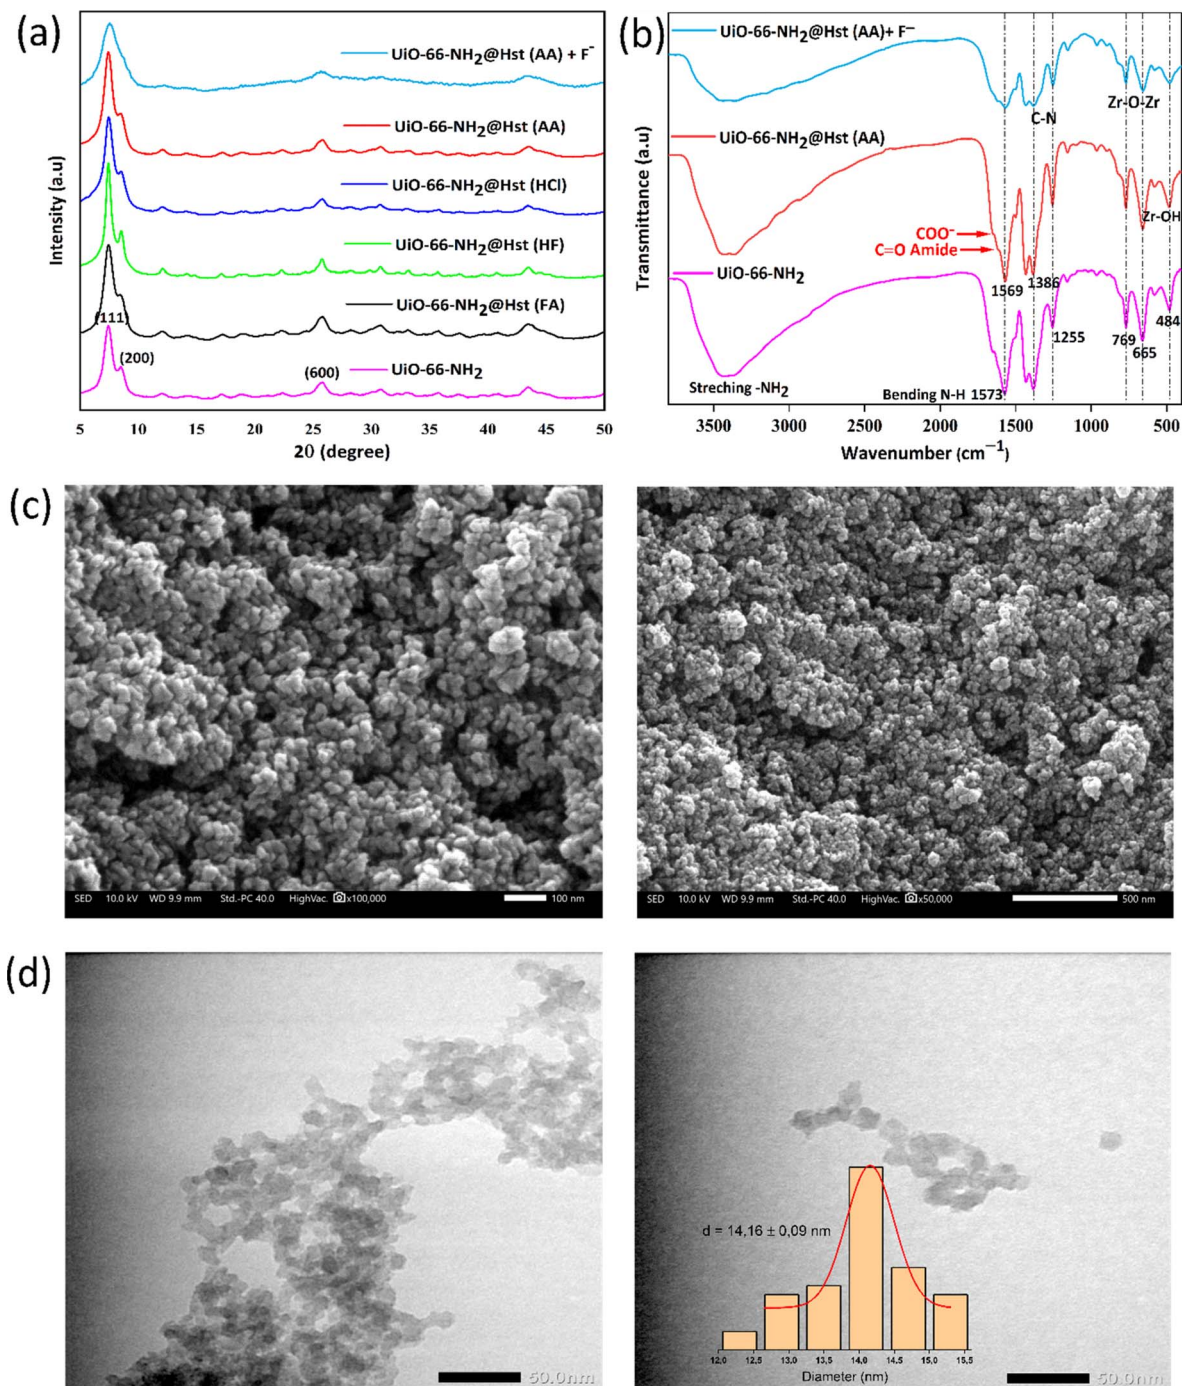 (a)
UiO-66-NH2@Hst (AA) + F-
UiO-66-NH2@Hst (AA)
UiO-66-NH2@Hst (HCl)
UiO-66-NH2@Hst (HF)
UiO-66-NH2@Hst (FA)
(111)
(200)
(600)
UiO-66-NH2
Intensity (a.u)
5 10 15 20 25 30 35 40 45 50
2θ (degree)
(b)
UiO-66-NH2@Hst (AA)+ F−
C-N
Zr-O-Zr
UiO-66-NH2@Hst (AA)
Zr-OH
COO−
C=O Amide
UiO-66-NH2
1569
1386
1255
769
665
484
Streching -NH2
Bending N-H 1573
Transmittance (a.u)
3500 3000 2500 2000 1500 1000 500
Wavenumber (cm−1)
(c)
SED 10.0 kV WD 9.9 mm Std.-PC 40.0 HighVac. x100,000 100 nm
SED 10.0 kV WD 9.9 mm Std.-PC 40.0 HighVac. x50,000 500 nm
(d)
50.0nm
d = 14,16 ± 0,09 nm
12,0 12,5 13,0 13,5 14,0 14,5 15,0 15,5
Diameter (nm)
50.0nm